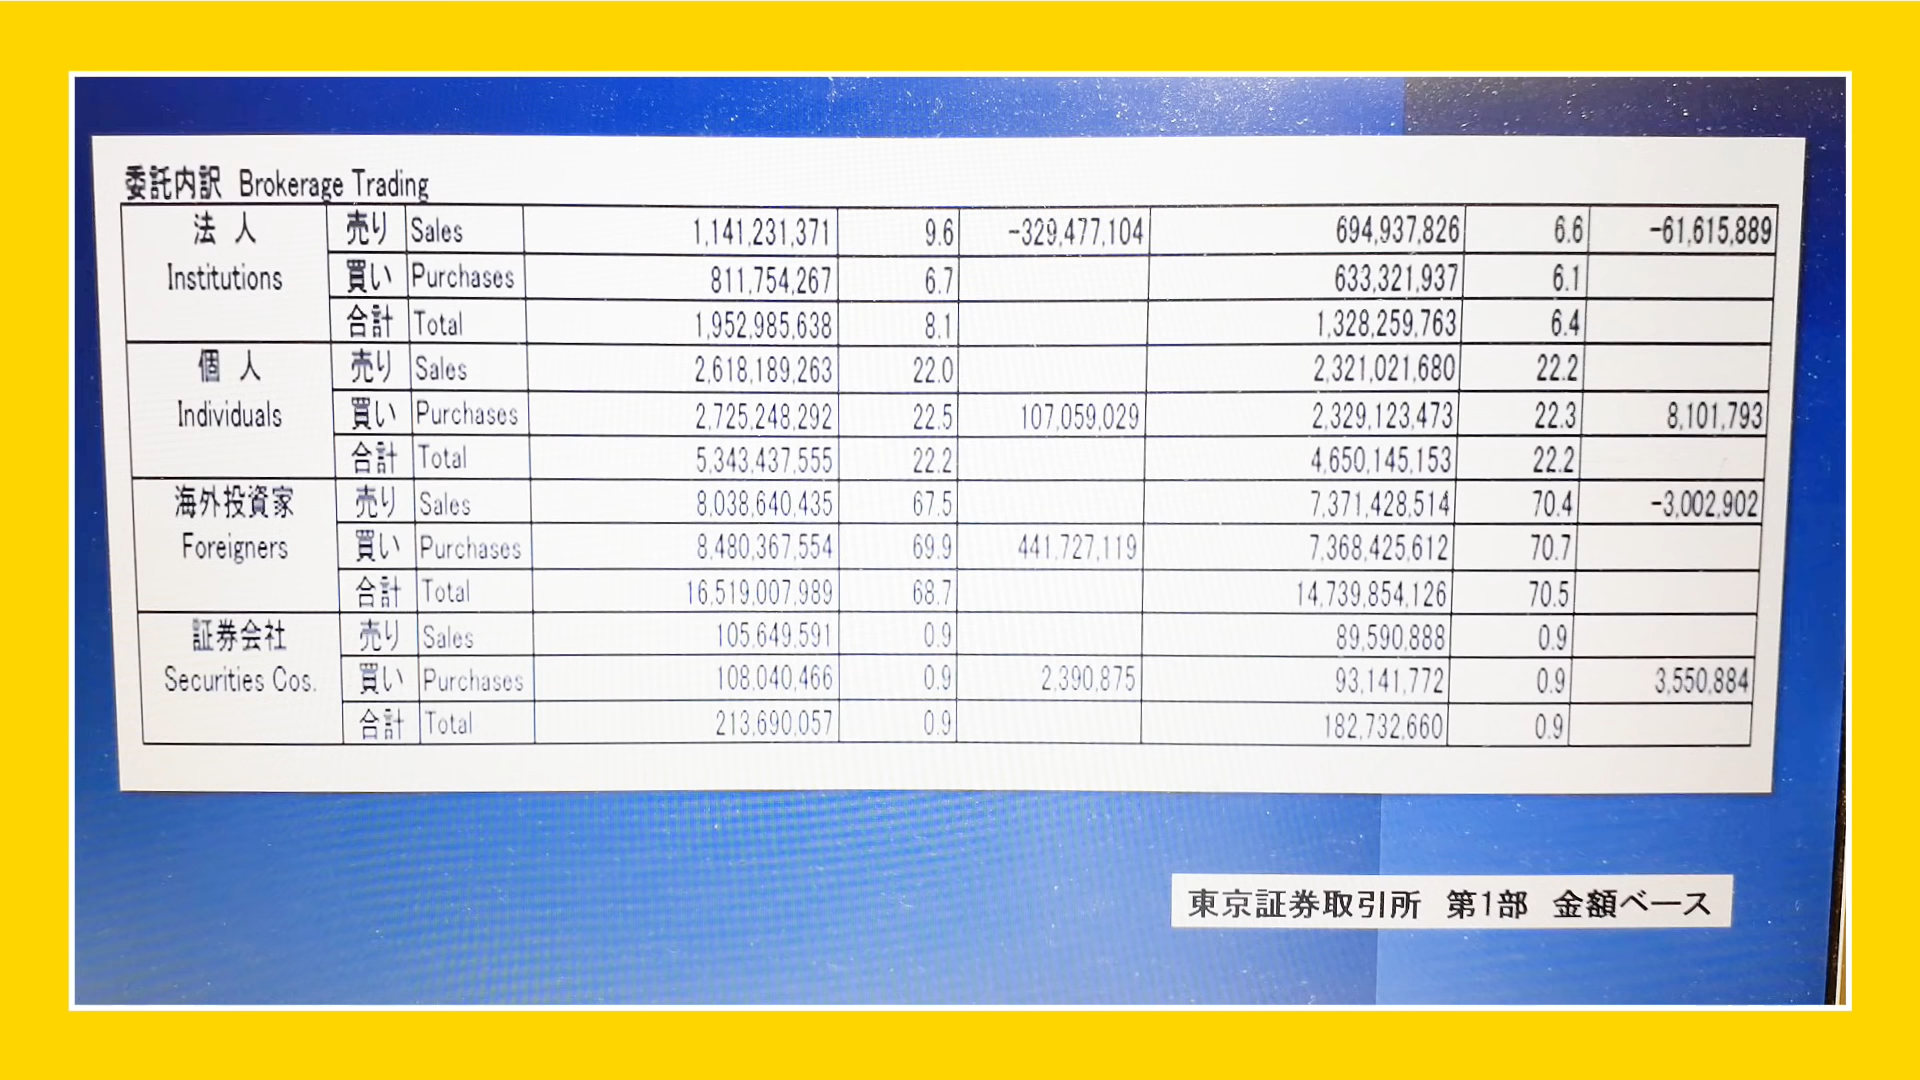 委託内訳 Brokerage Trading
法人 売り Sales 1,141,231,371 9.6 -329,477,104 694,937,826 6.6 -61,615,889
Institutions 買い Purchases 811,754,267 6.7 633,321,937 6.1
合計 Total 1,952,985,638 8.1 1,328,259,763 6.4
個人 売り Sales 2,618,189,263 22.0 2,321,021,680 22.2
Individuals 買い Purchases 2,725,248,292 22.5 107,059,029 2,329,123,473 22.3 8,101,793
合計 Total 5,343,437,555 22.2 4,650,145,153 22.2
海外投資家 売り Sales 8,038,640,435 67.5 7,371,428,514 70.4 -3,002,902
Foreigners 買い Purchases 8,480,367,554 69.9 441,727,119 7,368,425,612 70.7
合計 Total 16,519,007,989 68.7 14,739,854,126 70.5
証券会社 売り Sales 105,649,591 0.9 89,590,888 0.9
Securities Cos. 買い Purchases 108,040,466 0.9 2,390,875 93,141,772 0.9 3,550,884
合計 Total 213,690,057 0.9 182,732,660 0.9
東京証券取引所 第1部 金額ベース